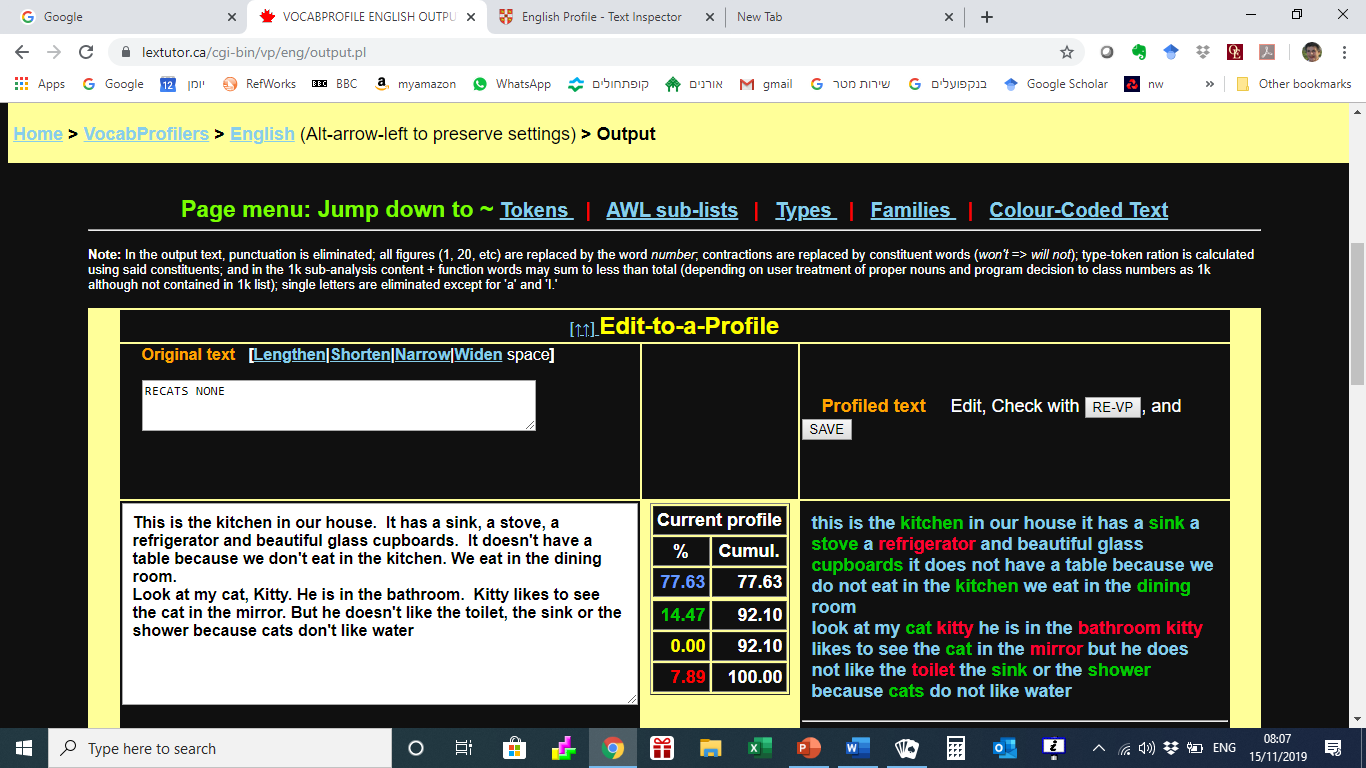 Google
VOCABPROFILE ENGLISH OUTPU
English Profile - Text Inspector
New Tab
lextutor.ca/cgi-bin/vp/eng/output.pl
Apps Google יומן RefWorks BBC BBC myamazon WhatsApp קופתחולים אורנים gmail שירות מטר בנקפועלים Google Scholar nw » Other bookmarks
Home > VocabProfilers > English (Alt-arrow-left to preserve settings) > Output
Page menu: Jump down to ~ Tokens | AWL sub-lists | Types | Families | Colour-Coded Text
Note: In the output text, punctuation is eliminated; all figures (1, 20, etc) are replaced by the word number; contractions are replaced by constituent words (won't => will not); type-token ration is calculated
using said constituents; and in the 1k sub-analysis content + function words may sum to less than total (depending on user treatment of proper nouns and program decision to class numbers as 1k
although not contained in 1k list); single letters are eliminated except for 'a' and 'I.'
[↑↑] Edit-to-a-Profile
Original text [Lengthen|Shorten|Narrow|Widen space]
RECATS NONE
Profiled text Edit, Check with RE-VP, and
SAVE
This is the kitchen in our house. It has a sink, a stove, a
refrigerator and beautiful glass cupboards. It doesn't have a
table because we don't eat in the kitchen. We eat in the dining
room.
Look at my cat, Kitty. He is in the bathroom. Kitty likes to see
the cat in the mirror. But he doesn't like the toilet, the sink or the
shower because cats don't like water
Current profile
% Cumul.
77.63 77.63
14.47 92.10
0.00 92.10
7.89 100.00
this is the kitchen in our house it has a sink a
stove a refrigerator and beautiful glass
cupboards it does not have a table because we
do not eat in the kitchen we eat in the dining
room
look at my cat kitty he is in the bathroom kitty
likes to see the cat in the mirror but he does
not like the toilet the sink or the shower
because cats do not like water
Type here to search
ENG
08:07
15/11/2019